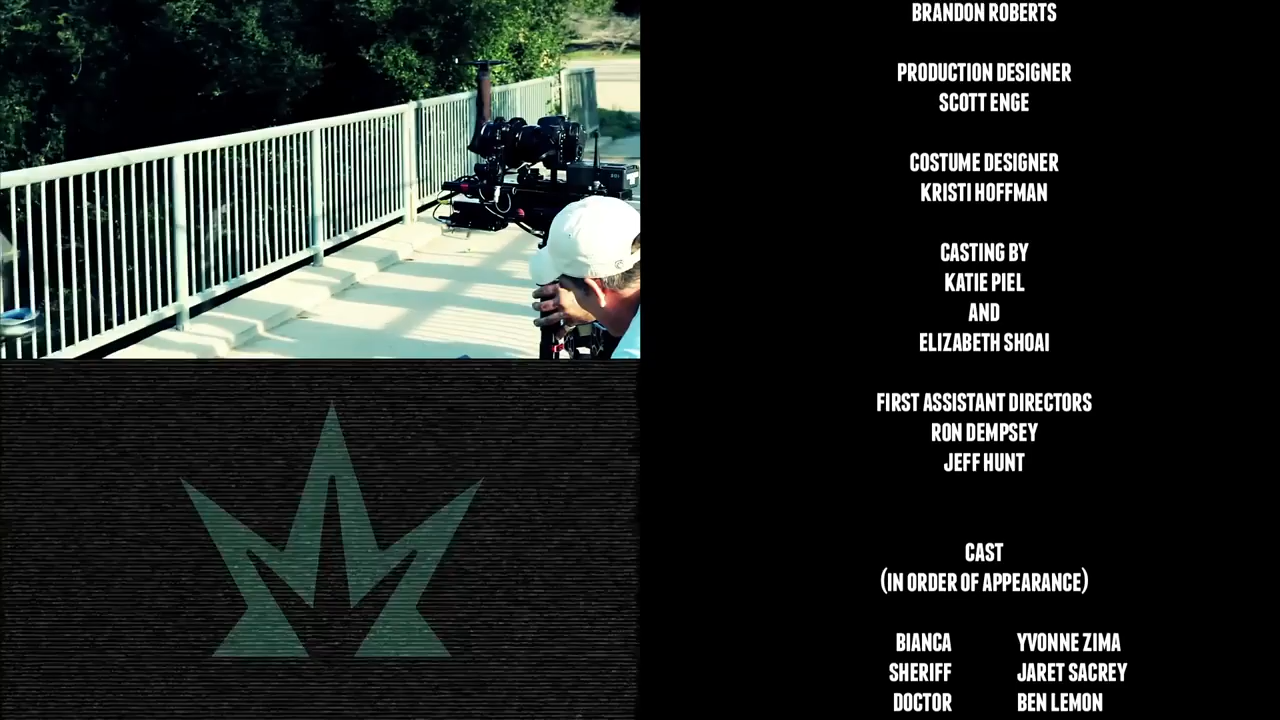 BRANDON ROBERTS
PRODUCTION DESIGNER
SCOTT ENGE
COSTUME DESIGNER
KRISTI HOFFMAN
CASTING BY
KATIE PIEL
AND
ELIZABETH SHOAI
FIRST ASSISTANT DIRECTORS
RON DEMPSEY
JEFF HUNT
CAST
(IN ORDER OF APPEARANCE)
BIANCA YVONNE ZIMA
SHERIFF JARET SACREY
DOCTOR BEN LEMON